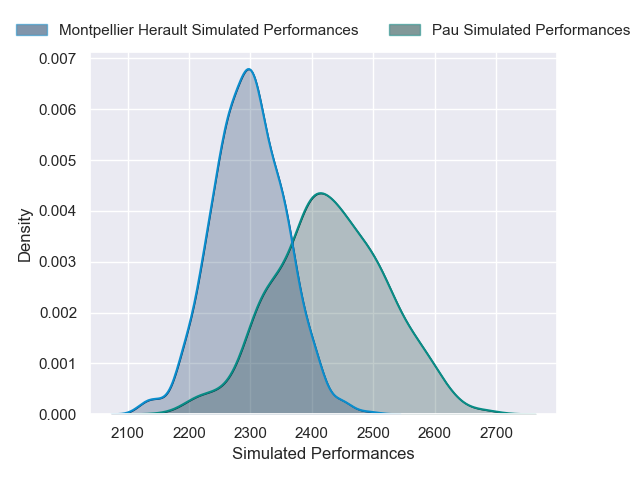 Montpellier Herault Simulated Performances
Pau Simulated Performances
0.007
0.006
0.005
0.004
0.003
0.002
0.001
0.000
Density
2100 2200 2300 2400 2500 2600 2700
Simulated Performances